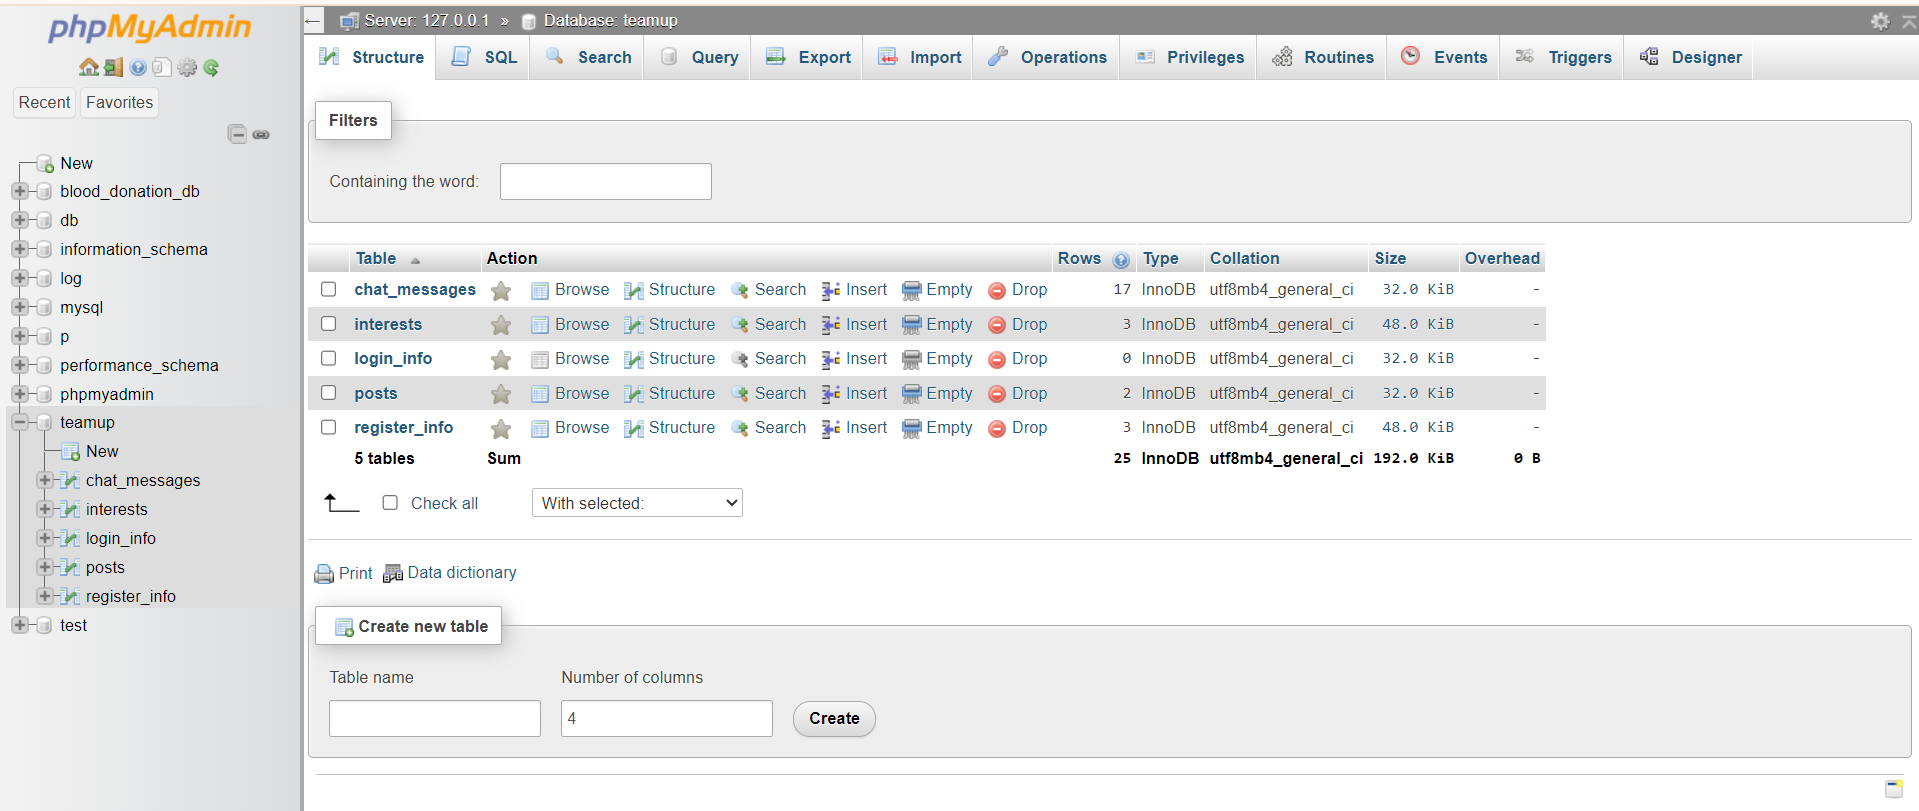 phpMyAdmin
Recent Favorites
New
blood_donation_db
db
information_schema
log
mysql
p
performance_schema
phpmyadmin
teamup
New
chat_messages
interests
login_info
posts
register_info
test
Server: 127.0.0.1 » Database: teamup
Structure SQL Search Query Export Import Operations Privileges Routines Events Triggers Designer
Filters
Containing the word:
Table Action Rows Type Collation Size Overhead
chat_messages Browse Structure Search Insert Empty Drop 17 InnoDB utf8mb4_general_ci 32.0 KiB -
interests Browse Structure Search Insert Empty Drop 3 InnoDB utf8mb4_general_ci 48.0 KiB -
login_info Browse Structure Search Insert Empty Drop 0 InnoDB utf8mb4_general_ci 32.0 KiB -
posts Browse Structure Search Insert Empty Drop 2 InnoDB utf8mb4_general_ci 32.0 KiB -
register_info Browse Structure Search Insert Empty Drop 3 InnoDB utf8mb4_general_ci 48.0 KiB -
5 tables Sum 25 InnoDB utf8mb4_general_ci 192.0 KiB 0 B
Check all With selected:
Print Data dictionary
Create new table
Table name Number of columns
4 Create